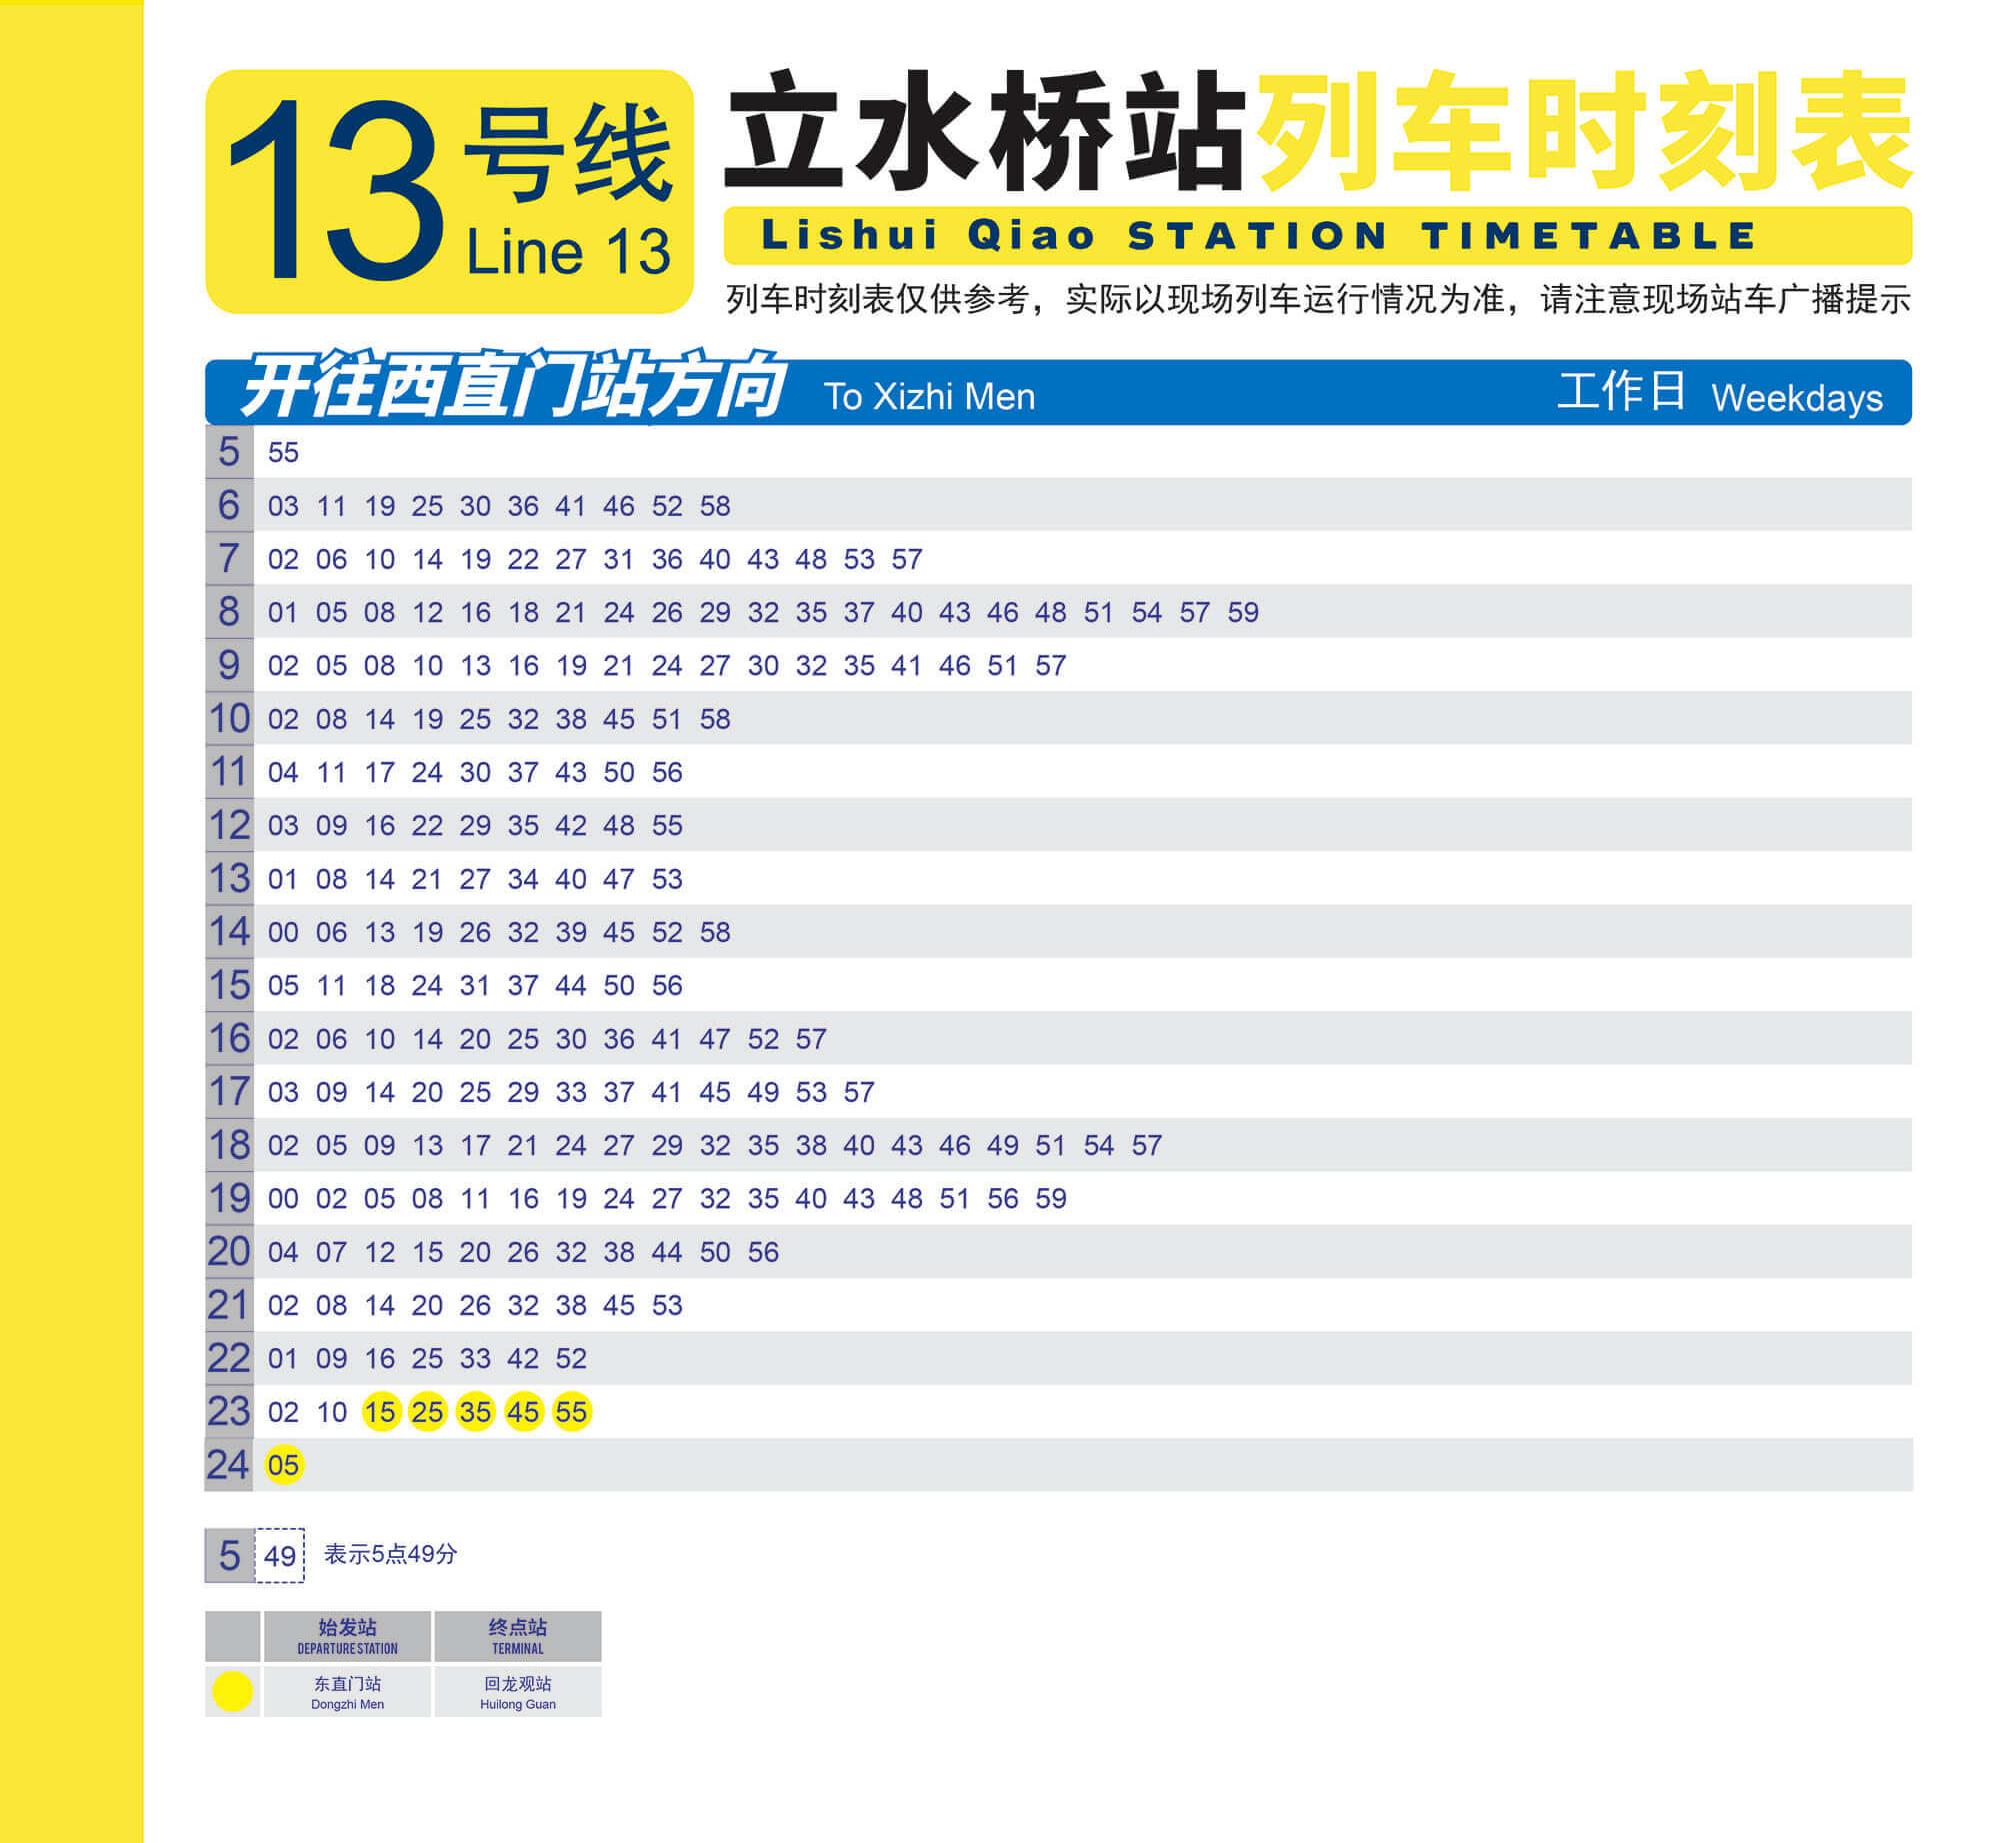 13号线
Line 13
立水桥站列车时刻表
Lishui Qiao STATION TIMETABLE
列车时刻表仅供参考，实际以现场列车运行情况为准，请注意现场站车广播提示
开往西直门站方向 To Xizhi Men 工作日 Weekdays
5 55
6 03 11 19 25 30 36 41 46 52 58
7 02 06 10 14 19 22 27 31 36 40 43 48 53 57
8 01 05 08 12 16 18 21 24 26 29 32 35 37 40 43 46 48 51 54 57 59
9 02 05 08 10 13 16 19 21 24 27 30 32 35 41 46 51 57
10 02 08 14 19 25 32 38 45 51 58
11 04 11 17 24 30 37 43 50 56
12 03 09 16 22 29 35 42 48 55
13 01 08 14 21 27 34 40 47 53
14 00 06 13 19 26 32 39 45 52 58
15 05 11 18 24 31 37 44 50 56
16 02 06 10 14 20 25 30 36 41 47 52 57
17 03 09 14 20 25 29 33 37 41 45 49 53 57
18 02 05 09 13 17 21 24 27 29 32 35 38 40 43 46 49 51 54 57
19 00 02 05 08 11 16 19 24 27 32 35 40 43 48 51 56 59
20 04 07 12 15 20 26 32 38 44 50 56
21 02 08 14 20 26 32 38 45 53
22 01 09 16 25 33 42 52
23 02 10 15 25 35 45 55
24 05
5 49 表示5点49分
始发站 终点站
DEPARTURE STATION TERMINAL
东直门站 回龙观站
Dongzhi Men Huilong Guan